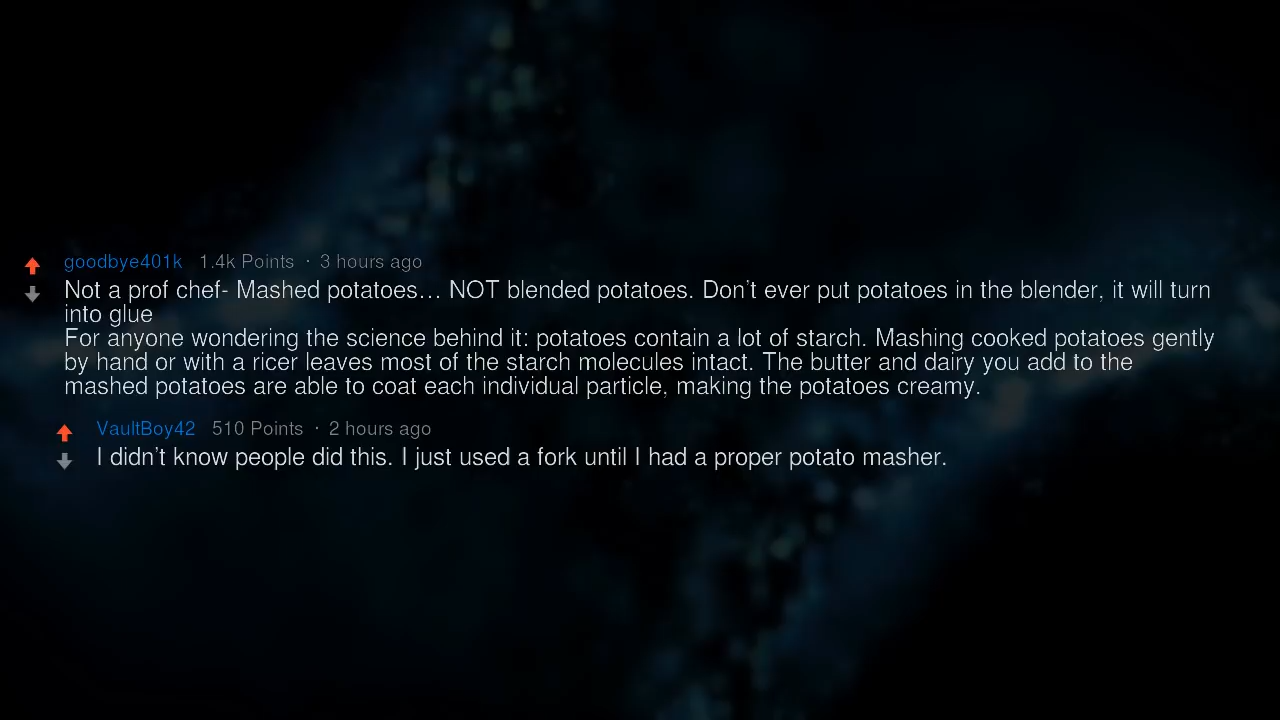 goodbye401k 1.4k Points · 3 hours ago
Not a prof chef- Mashed potatoes... NOT blended potatoes. Don't ever put potatoes in the blender, it will turn
into glue
For anyone wondering the science behind it: potatoes contain a lot of starch. Mashing cooked potatoes gently
by hand or with a ricer leaves most of the starch molecules intact. The butter and dairy you add to the
mashed potatoes are able to coat each individual particle, making the potatoes creamy.
VaultBoy42 510 Points · 2 hours ago
I didn't know people did this. I just used a fork until I had a proper potato masher.